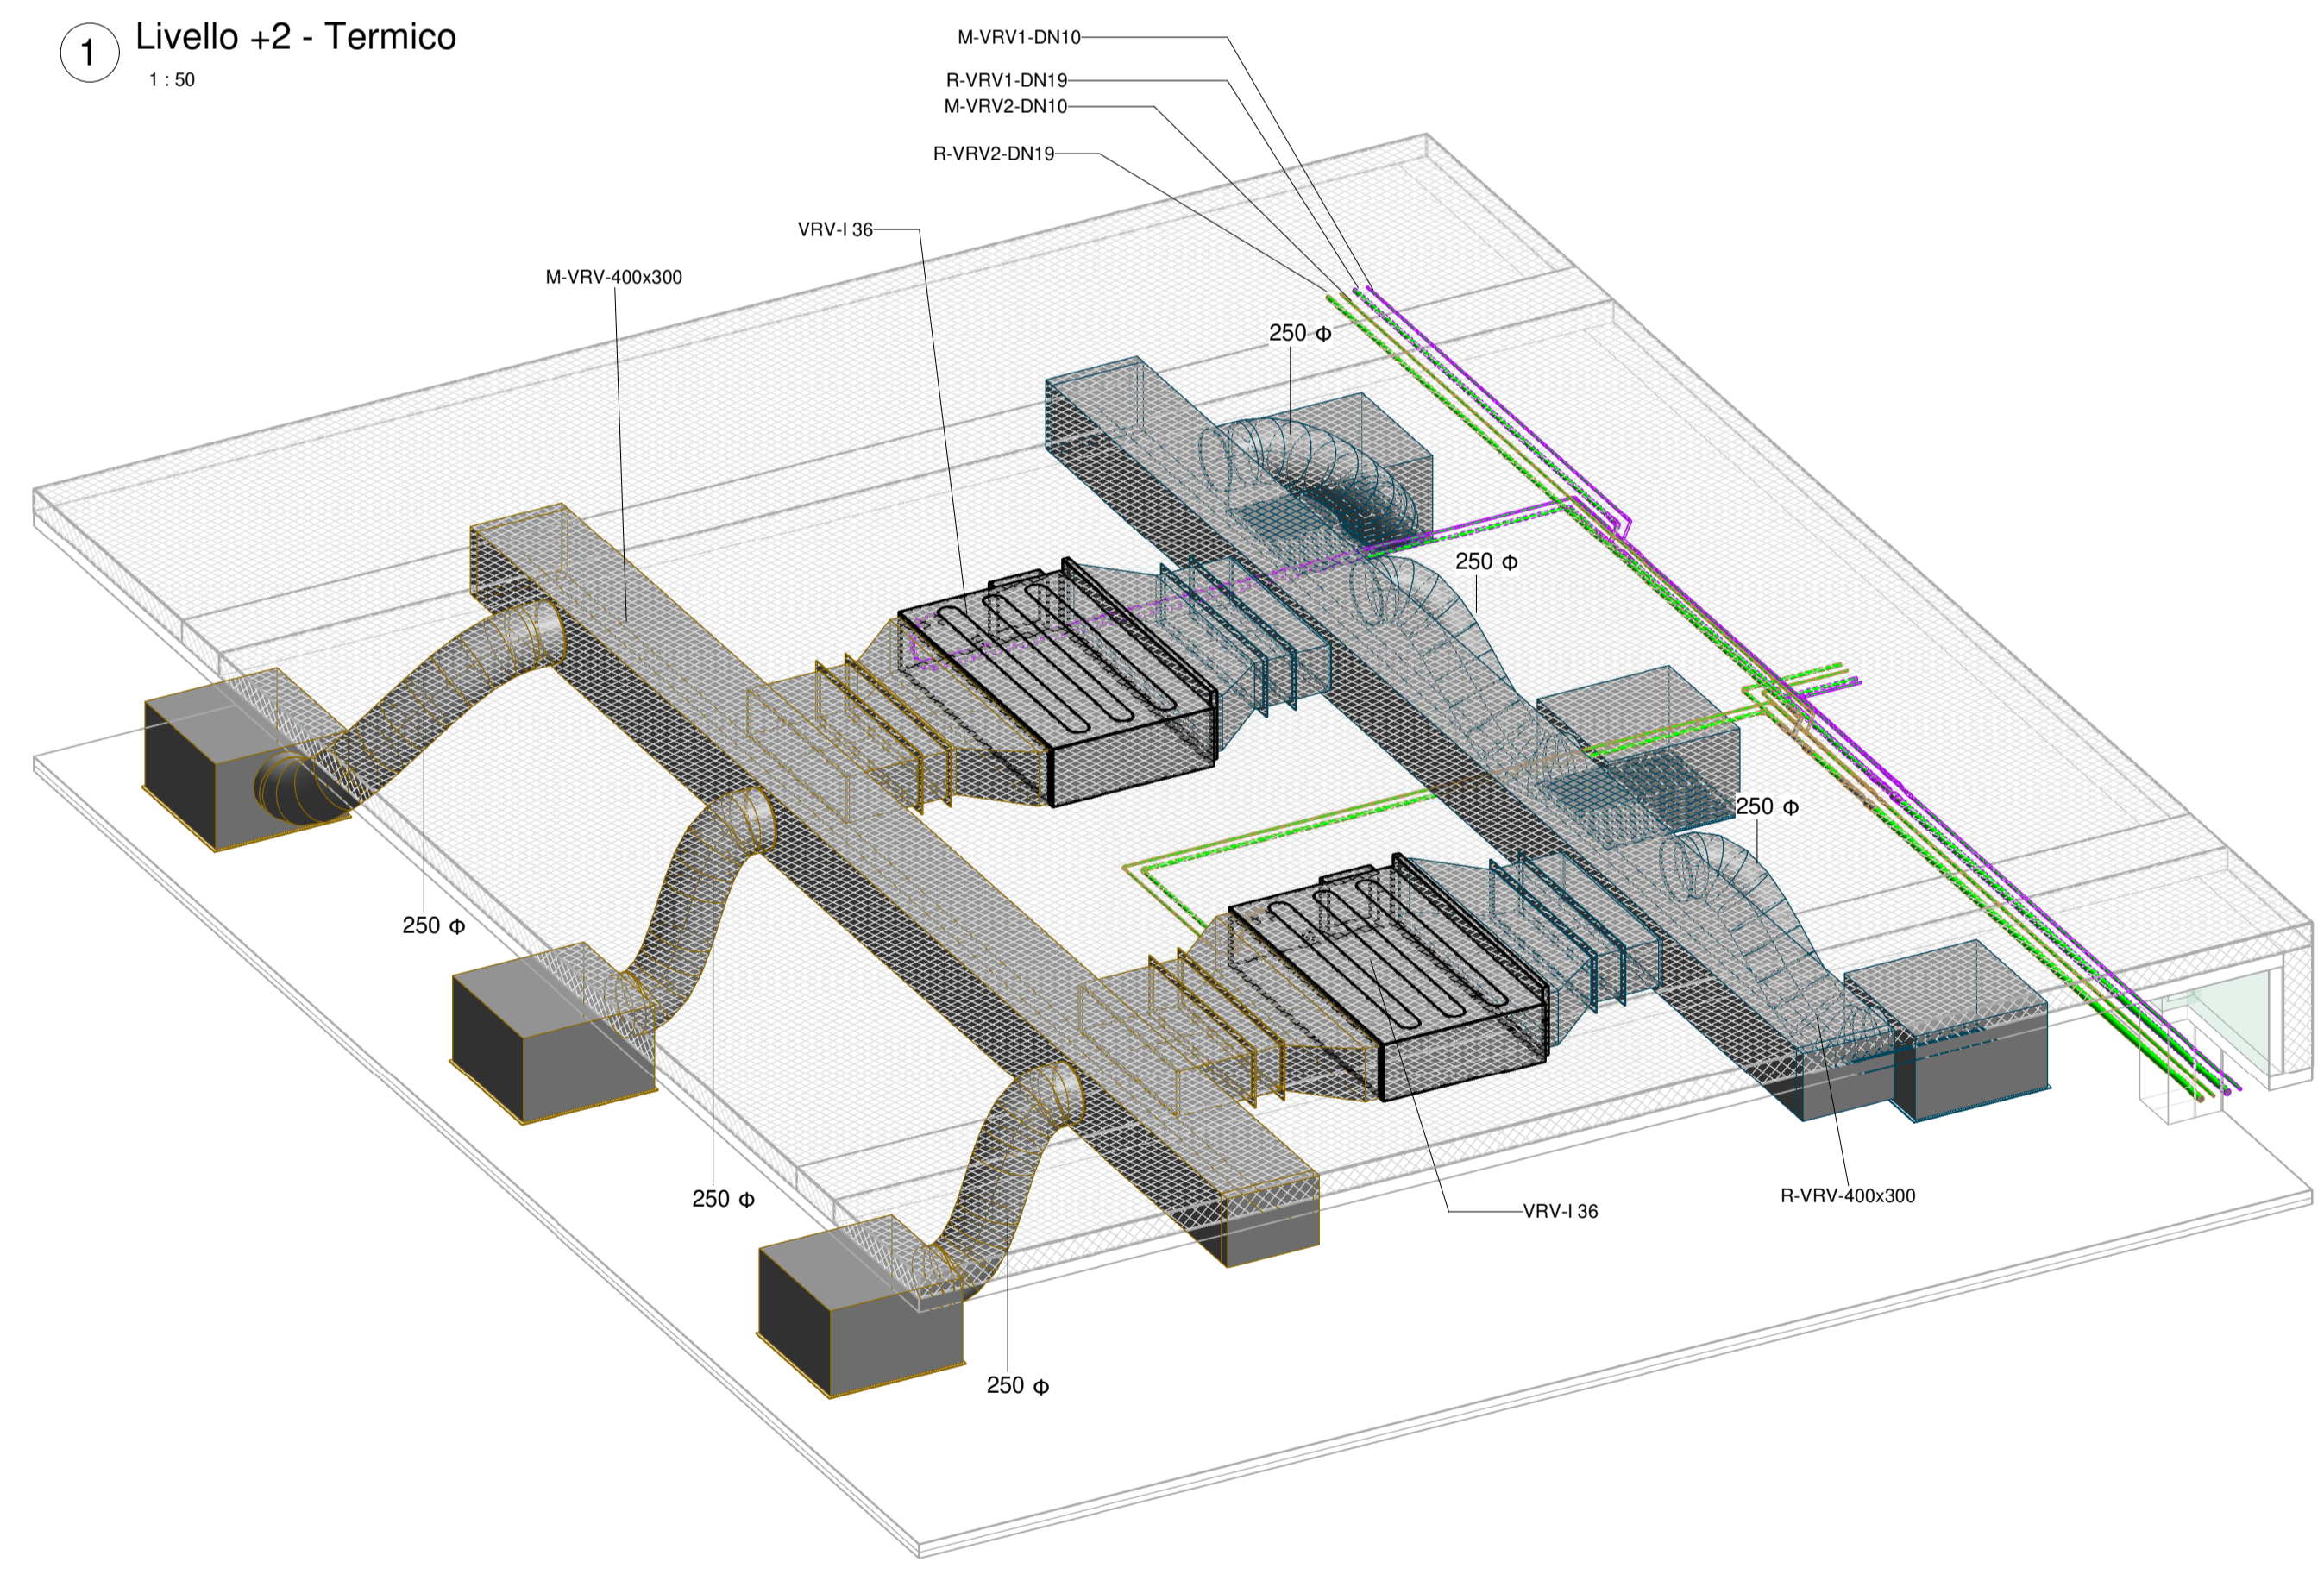 1
Livello +2 - Termico
1 : 50
M-VRV1-DN10
R-VRV1-DN19
M-VRV2-DN10
R-VRV2-DN19
VRV-I 36
M-VRV-400x300
250 Φ
250 Φ
250 Φ
250 Φ
250 Φ
R-VRV-400x300
VRV-I 36
250 Φ